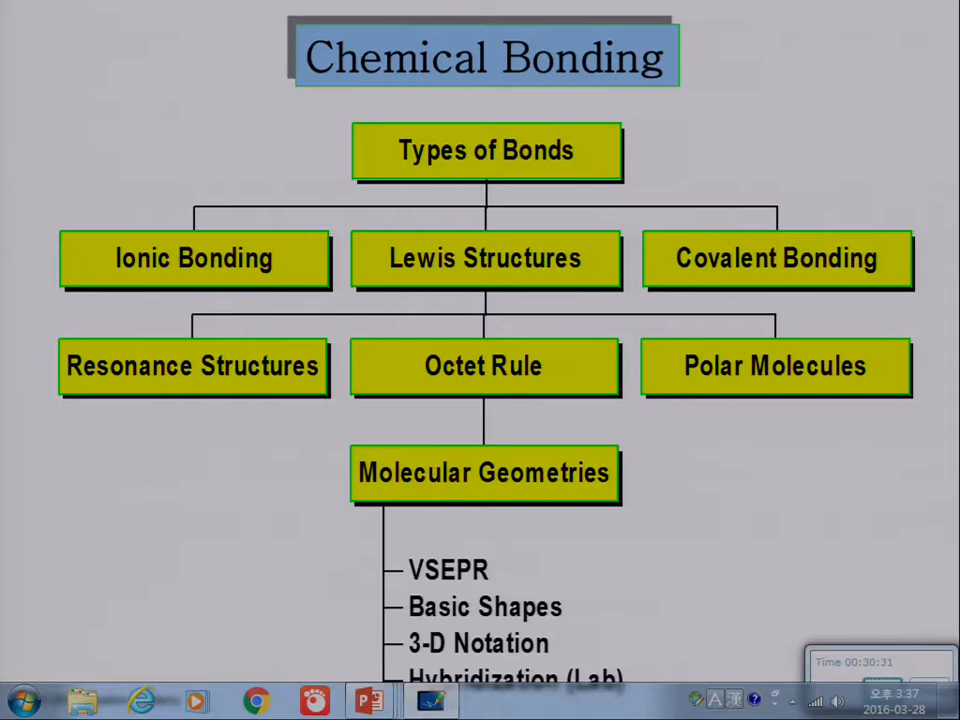 Chemical Bonding
Types of Bonds
Ionic Bonding
Lewis Structures
Covalent Bonding
Resonance Structures
Octet Rule
Polar Molecules
Molecular Geometries
VSEPR
Basic Shapes
3-D Notation
Hybridization (Lab)
Time 00:30:31
A 漢
오후 3:37
2016-03-28